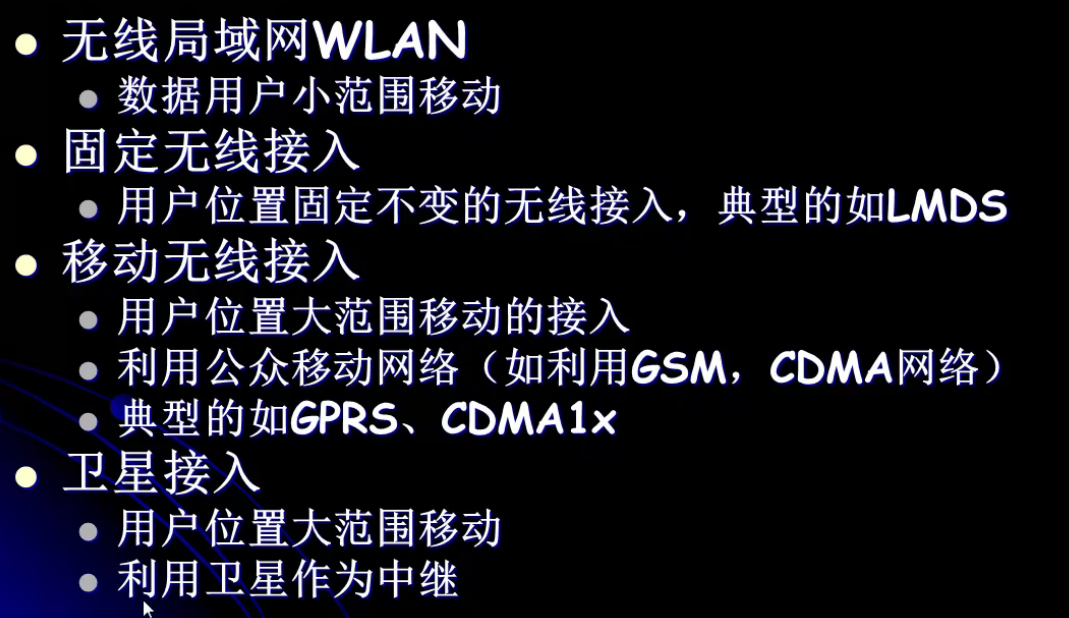 无线局域网WLAN
数据用户小范围移动
固定无线接入
用户位置固定不变的无线接入，典型的如LMDS
移动无线接入
用户位置大范围移动的接入
利用公众移动网络（如利用GSM，CDMA网络）
典型的如GPRS、CDMA1x
卫星接入
用户位置大范围移动
利用卫星作为中继